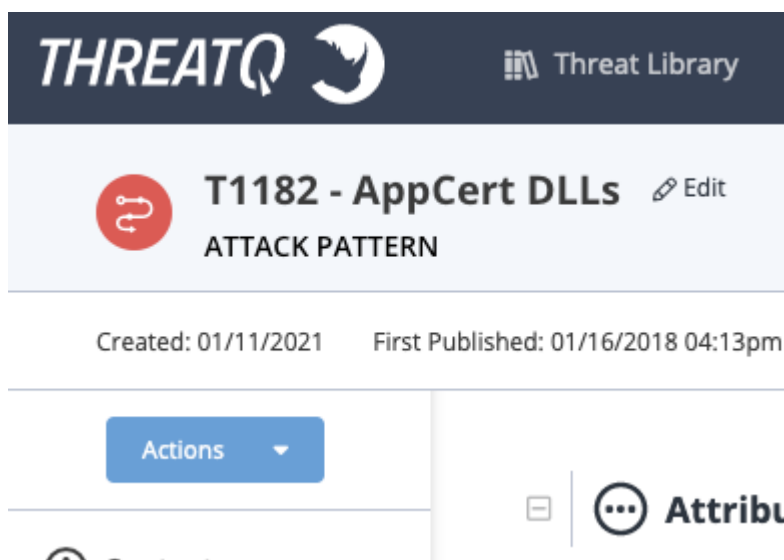 THREATQ
Threat Library
T1182 - AppCert DLLs
Edit
ATTACK PATTERN
Created: 01/11/2021
First Published: 01/16/2018 04:13pm
Actions
Attribu